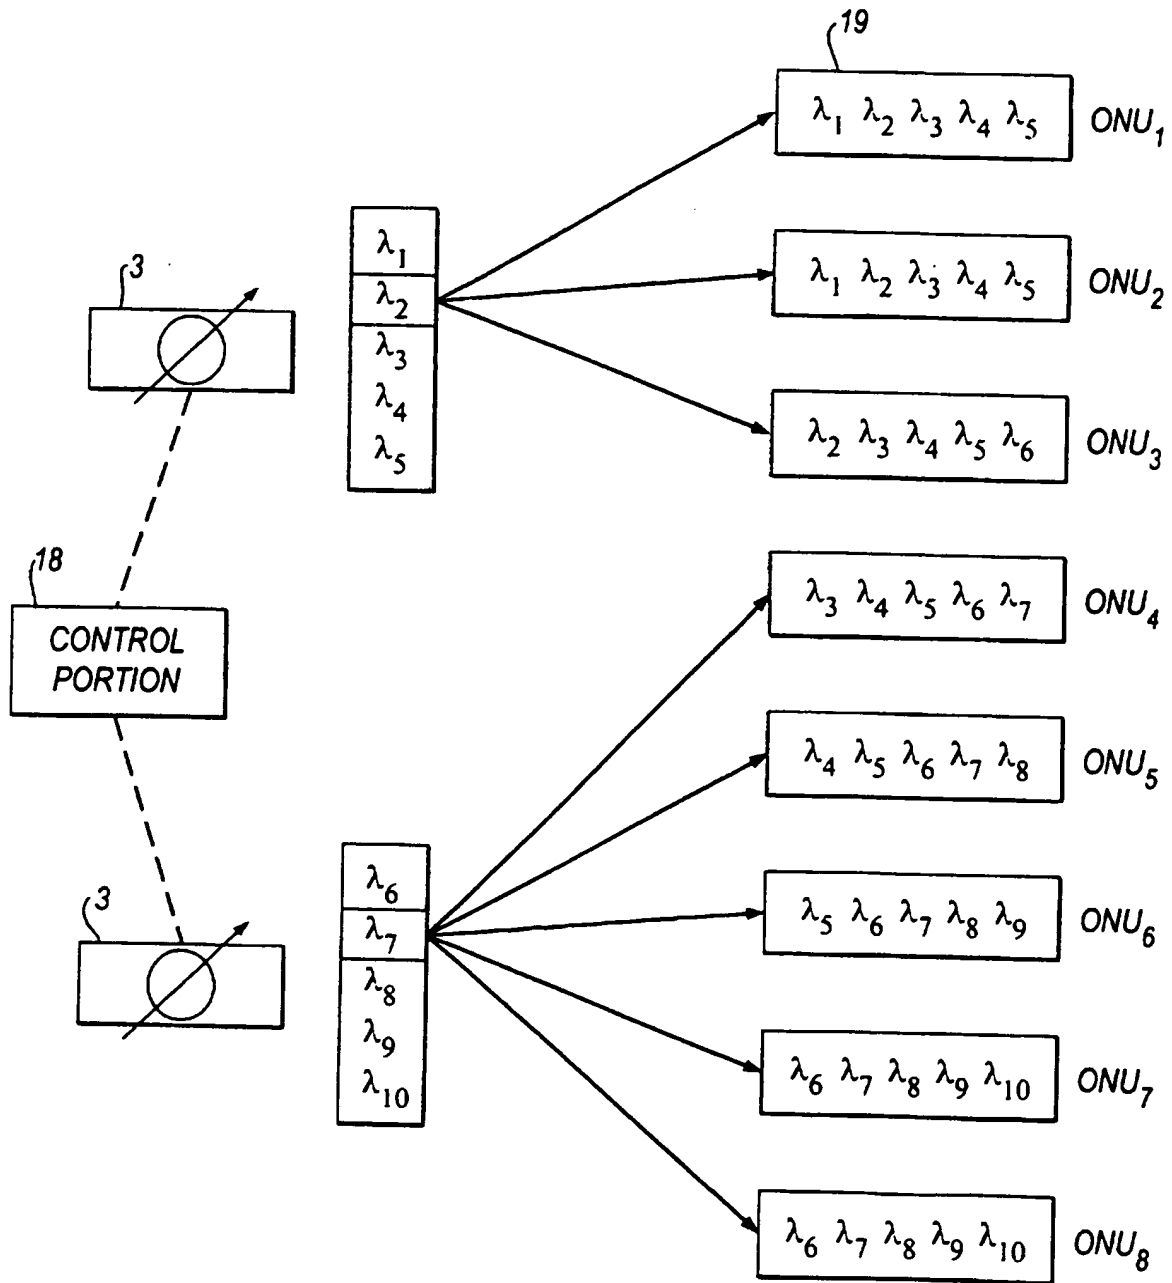 19
λ1 λ2 λ3 λ4 λ5 ONU1
λ1
λ2
λ3
λ4
λ5
3
λ1 λ2 λ3 λ4 λ5 ONU2
λ2 λ3 λ4 λ5 λ6 ONU3
18
CONTROL
PORTION
λ3 λ4 λ5 λ6 λ7 ONU4
λ4 λ5 λ6 λ7 λ8 ONU5
3
λ6
λ7
λ8
λ9
λ10
λ5 λ6 λ7 λ8 λ9 ONU6
λ6 λ7 λ8 λ9 λ10 ONU7
λ6 λ7 λ8 λ9 λ10 ONU8